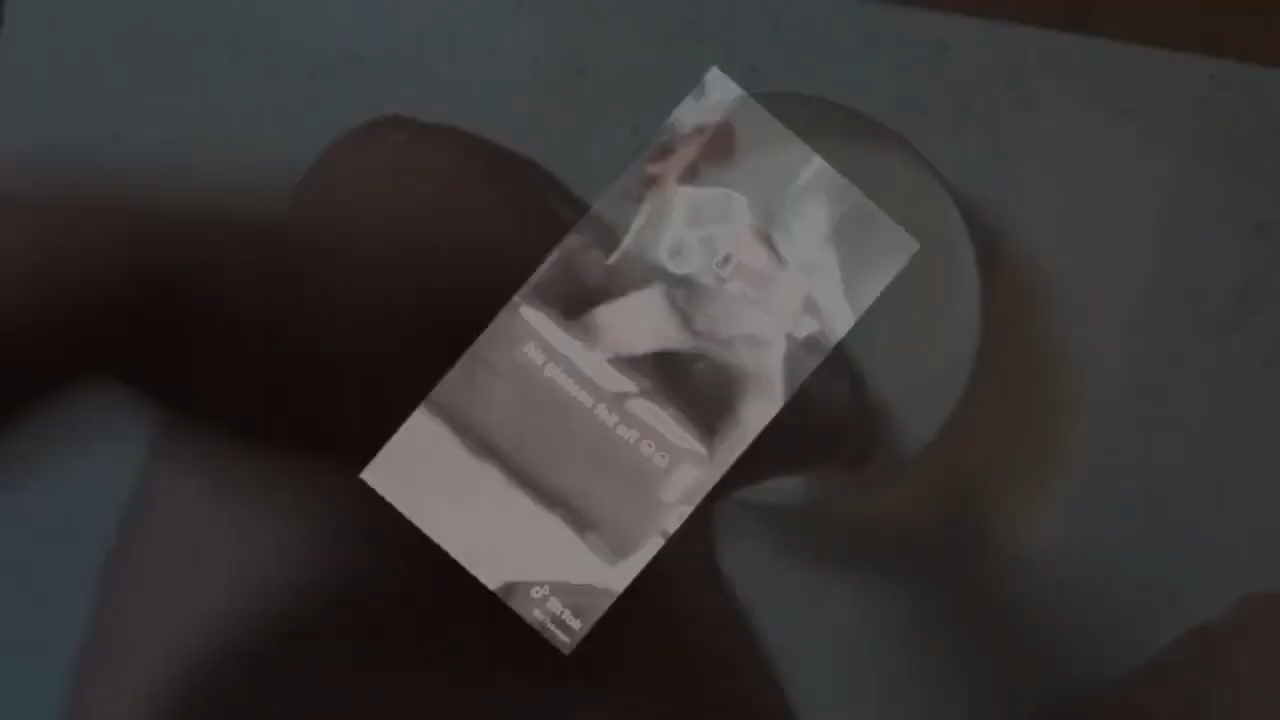 his glasses fell off 😭😭
TikTok